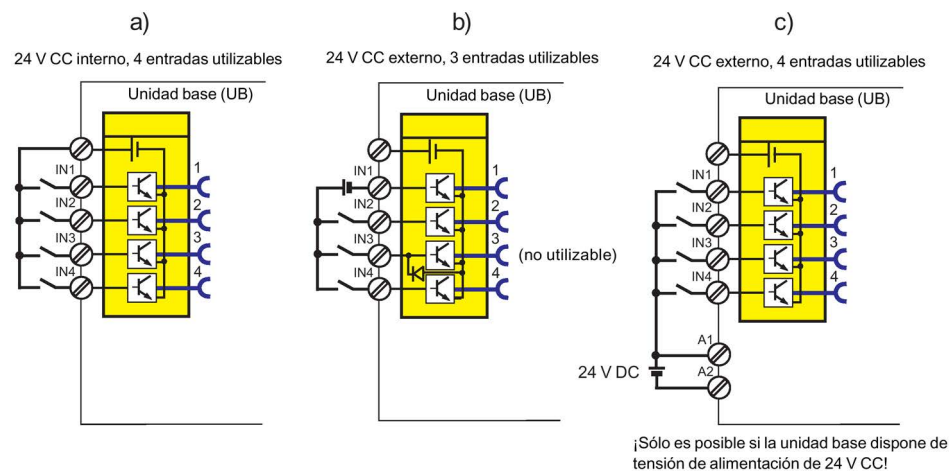 a)
24 V CC interno, 4 entradas utilizables
Unidad base (UB)
IN1
1
IN2
2
IN3
3
IN4
4
b)
24 V CC externo, 3 entradas utilizables
Unidad base (UB)
IN1
1
IN2
2
IN3
3
(no utilizable)
IN4
4
c)
24 V CC externo, 4 entradas utilizables
Unidad base (UB)
IN1
1
IN2
2
IN3
3
IN4
4
A1
24 V DC
A2
¡Sólo es posible si la unidad base dispone de
tensión de alimentación de 24 V CC!